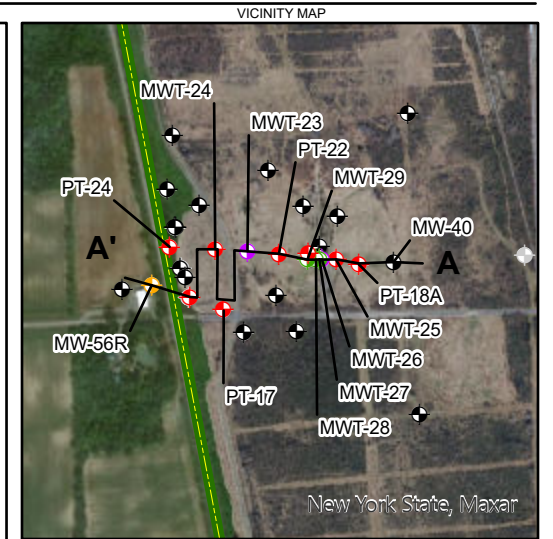 VICINITY MAP
MWT-24
MWT-23
PT-22
MWT-29
PT-24
A'
MW-40
A
PT-18A
MWT-25
MW-56R
MWT-26
PT-17
MWT-27
MWT-28
New York State, Maxar